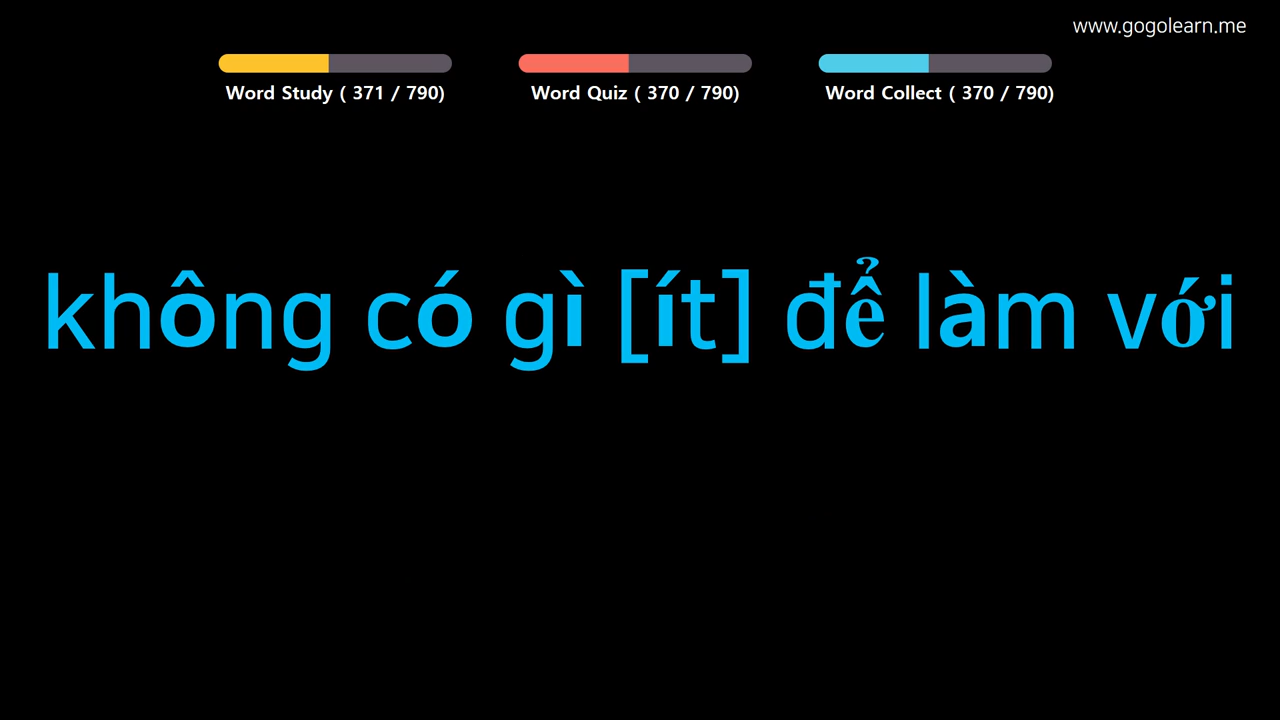 www.gogolearn.me
Word Study ( 371 / 790)
Word Quiz ( 370 / 790)
Word Collect ( 370 / 790)
không có gì [ít] để làm với